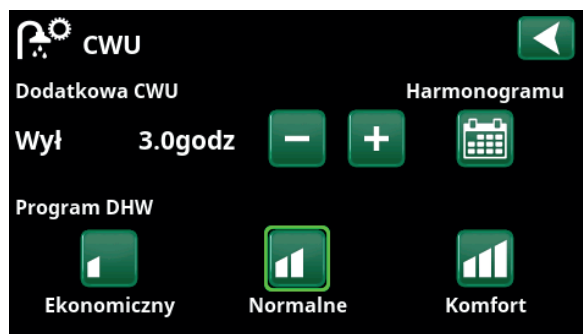 CWU
Dodatkowa CWU Harmonogramu
Wył 3.0godz
Program DHW
Ekonomiczny Normalne Komfort